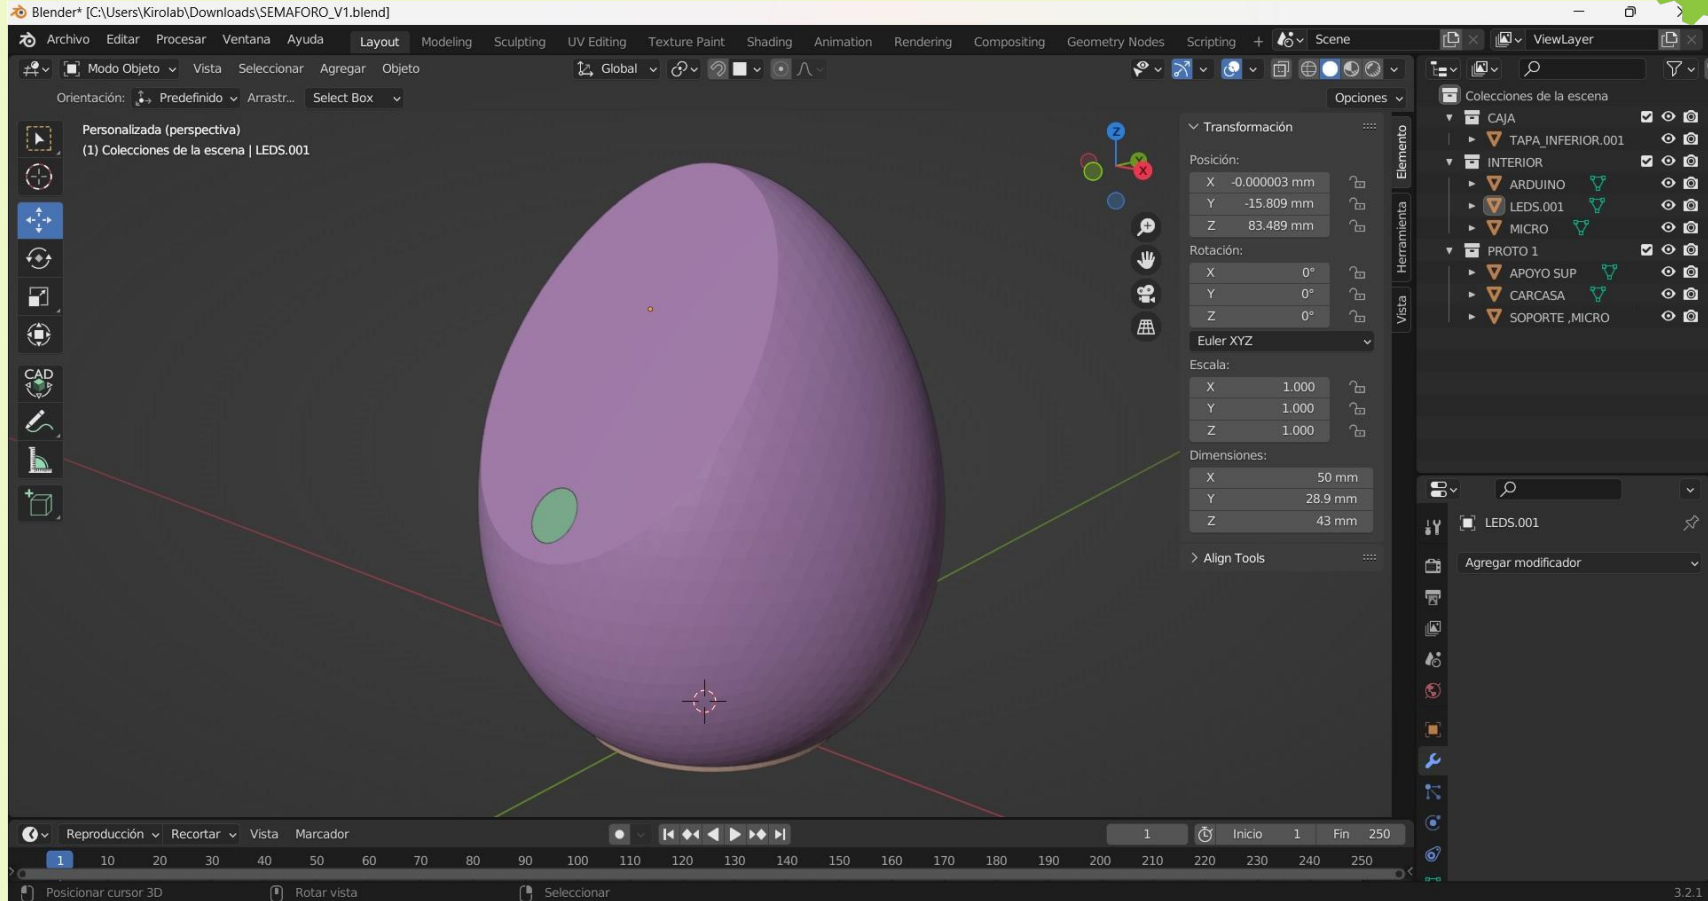 Blender* [C:\Users\Kirolab\Downloads\SEMAFORO_V1.blend]
Archivo Editar Procesar Ventana Ayuda Layout Modeling Sculpting UV Editing Texture Paint Shading Animation Rendering Compositing Geometry Nodes Scripting + Scene ViewLayer
Modo Objeto Vista Seleccionar Agregar Objeto Global
Orientación: Predefinido Arrastr... Select Box Opciones
Personalizada (perspectiva)
(1) Colecciones de la escena | LEDS.001
CAD
Z
Y
X
Transformación
Posición:
X -0.000003 mm
Y -15.809 mm
Z 83.489 mm
Rotación:
X 0°
Y 0°
Z 0°
Euler XYZ
Escala:
X 1.000
Y 1.000
Z 1.000
Dimensiones:
X 50 mm
Y 28.9 mm
Z 43 mm
Align Tools
Elemento
Herramienta
Vista
Colecciones de la escena
CAJA
TAPA_INFERIOR.001
INTERIOR
ARDUINO
LEDS.001
MICRO
PROTO 1
APOYO SUP
CARCASA
SOPORTE ,MICRO
LEDS.001
Agregar modificador
Reproducción Recortar Vista Marcador 1 Inicio 1 Fin 250
1 10 20 30 40 50 60 70 80 90 100 110 120 130 140 150 160 170 180 190 200 210 220 230 240 250
Posicionar cursor 3D Rotar vista Seleccionar 3.2.1